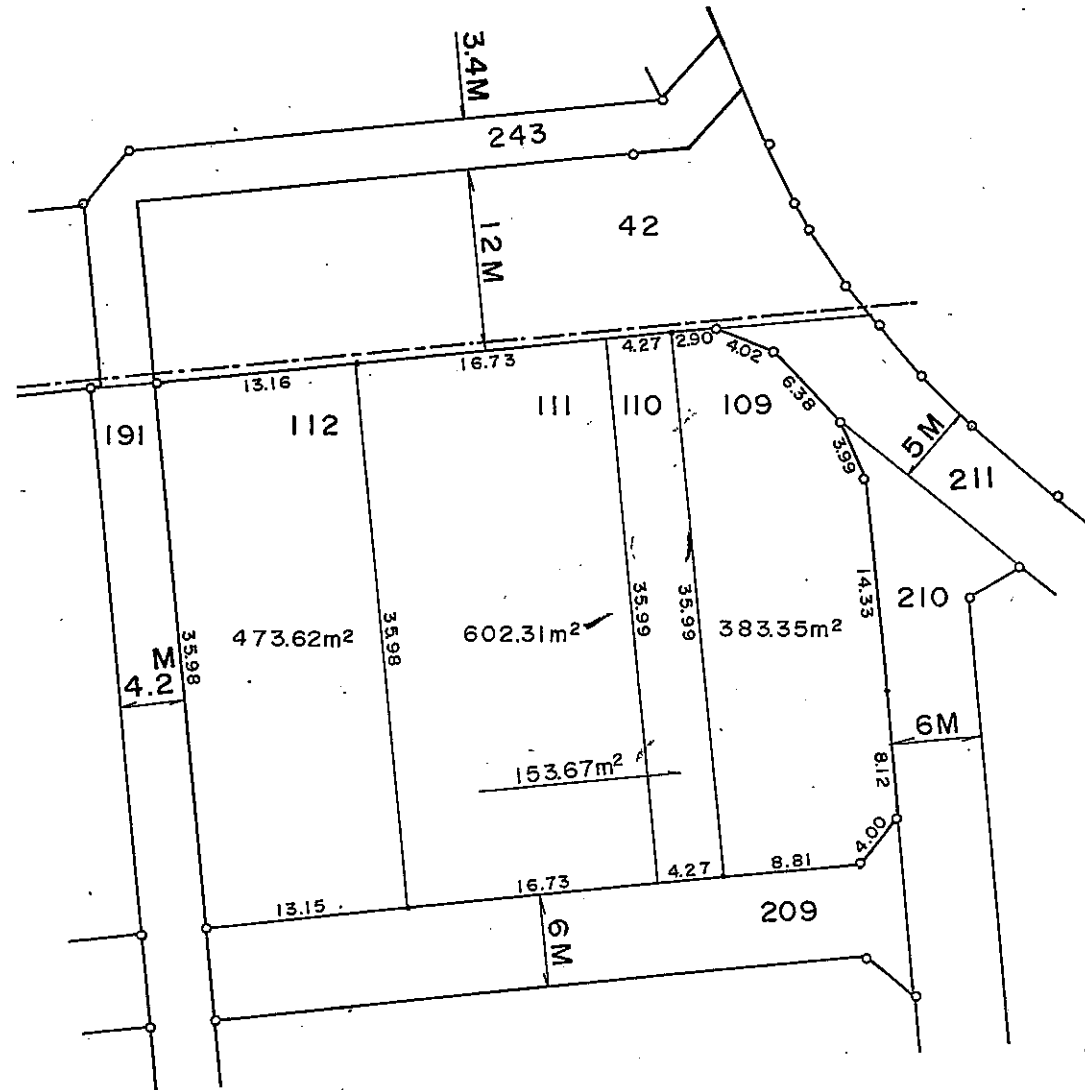 3.4M
243
12M
42
13.16
16.73
4.27
2.90
4.02
6.38
3.99
191
112
111
110
109
5M
211
210
14.33
35.98
473.62m²
35.98
602.31m²
35.99
35.99
383.35m²
M
4.2
6M
8.12
153.67m²
4.00
13.15
16.73
4.27
8.81
6M
209